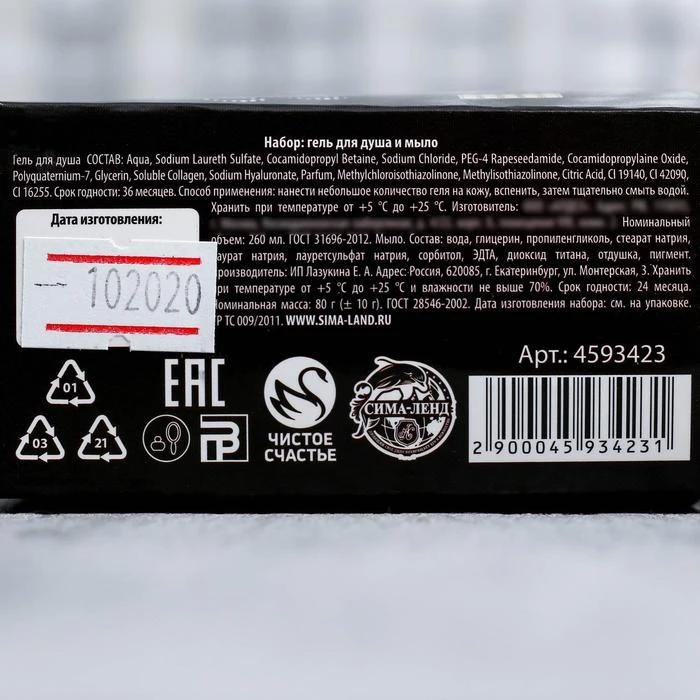 Набор: гель для душа и мыло
Гель для душа СОСТАВ: Aqua, Sodium Laureth Sulfate, Cocamidopropyl Betaine, Sodium Chloride, PEG-4 Rapeseedamide, Cocamidopropylaine Oxide,
Polyquaternium-7, Glycerin, Soluble Collagen, Sodium Hyaluronate, Parfum, Methylchloroisothiazolinone, Methylisothiazolinone, Citric Acid, CI 19140, CI 42090,
CI 16255. Срок годности: 36 месяцев. Способ применения: нанести небольшое количество геля на кожу, вспенить, затем тщательно смыть водой.
Хранить при температуре от +5 °С до +25 °С. Изготовитель:
Номинальный
объем: 260 мл. ГОСТ 31696-2012. Мыло. Состав: вода, глицерин, пропиленгликоль, стеарат натрия,
аурат натрия, лауретсульфат натрия, сорбитол, ЭДТА, диоксид титана, отдушка, пигмент.
роизводитель: ИП Лазукина Е. А. Адрес: Россия, 620085, г. Екатеринбург, ул. Монтерская, 3. Хранить
ри температуре от +5 °С до +25 °С и влажности не выше 70%. Срок годности: 24 месяца.
оминальная масса: 80 г (± 10 г). ГОСТ 28546-2002. Дата изготовления набора: см. на упаковке.
Р ТС 009/2011. WWW.SIMA-LAND.RU
Дата изготовления:
102020
Арт.: 4593423
01
03
21
ЕАС
ЧИСТОЕ
СЧАСТЬЕ
СИМА-ЛЕНД
2 900045 934231